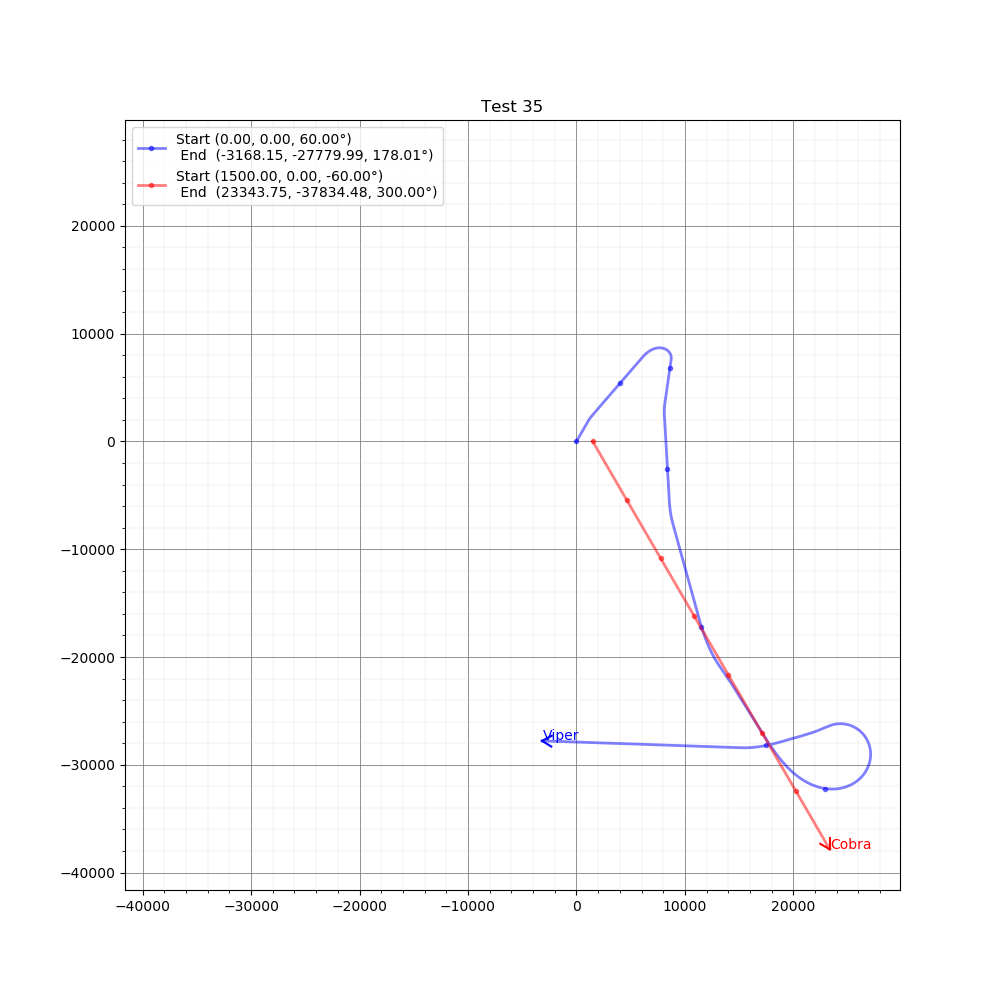 Test 35
Start (0.00, 0.00, 60.00°)
End  (-3168.15, -27779.99, 178.01°)
Start (1500.00, 0.00, -60.00°)
End  (23343.75, -37834.48, 300.00°)
20000
10000
0
−10000
−20000
−30000
−40000
Viper
Cobra
−40000
−30000
−20000
−10000
0
10000
20000